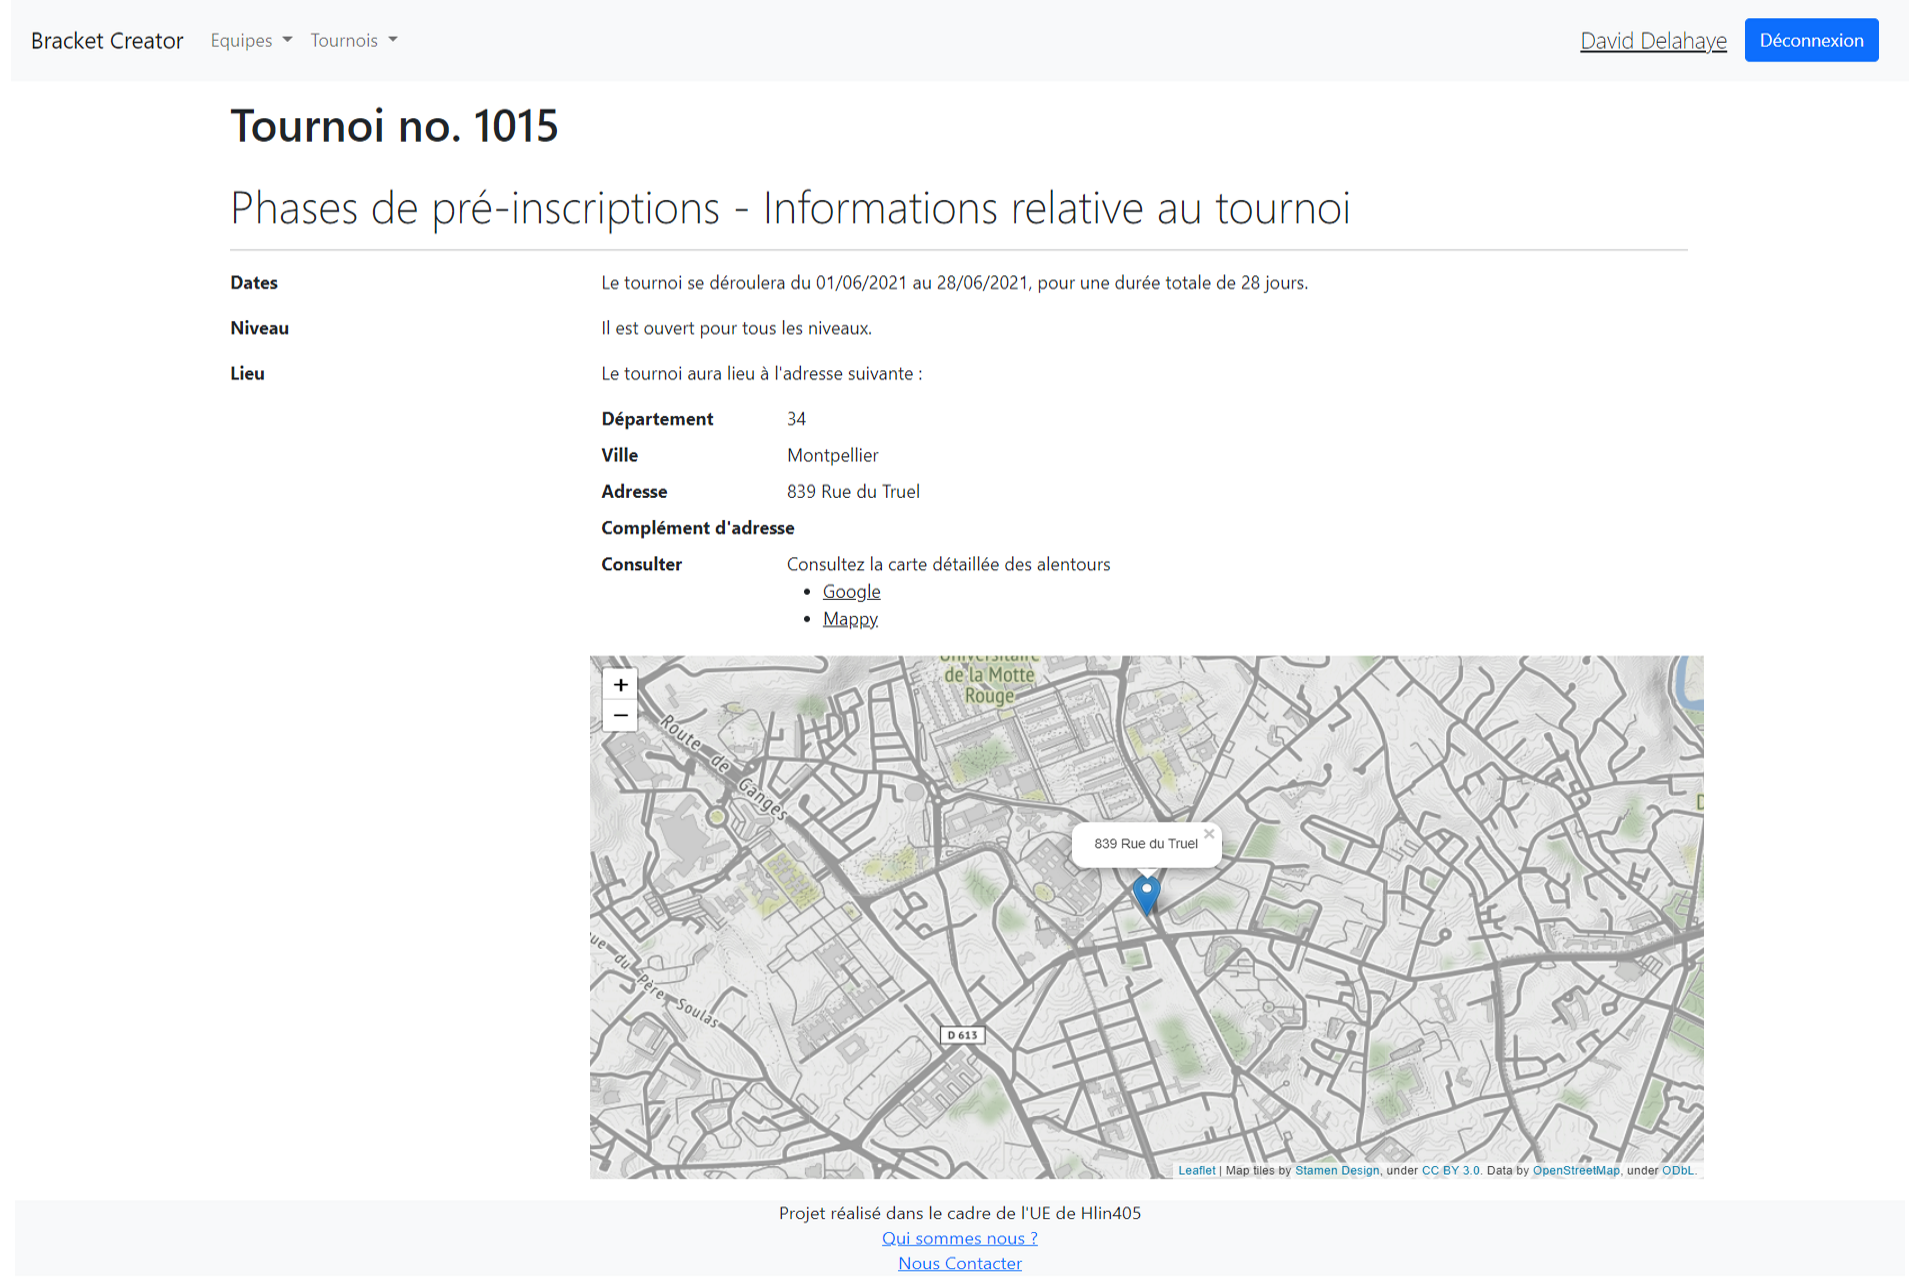 Bracket Creator Equipes Tournois David Delahaye Déconnexion
Tournoi no. 1015
Phases de pré-inscriptions - Informations relative au tournoi
Dates Le tournoi se déroulera du 01/06/2021 au 28/06/2021, pour une durée totale de 28 jours.
Niveau Il est ouvert pour tous les niveaux.
Lieu Le tournoi aura lieu à l'adresse suivante :
Département 34
Ville Montpellier
Adresse 839 Rue du Truel
Complément d'adresse
Consulter Consultez la carte détaillée des alentours
Google
Mappy
+
−
Universitaire
de la Motte
Rouge
Route de Ganges
839 Rue du Truel ×
ue du Père Soulas
D 613
Leaflet | Map tiles by Stamen Design, under CC BY 3.0. Data by OpenStreetMap, under ODbL.
Projet réalisé dans le cadre de l'UE de Hlin405
Qui sommes nous ?
Nous Contacter